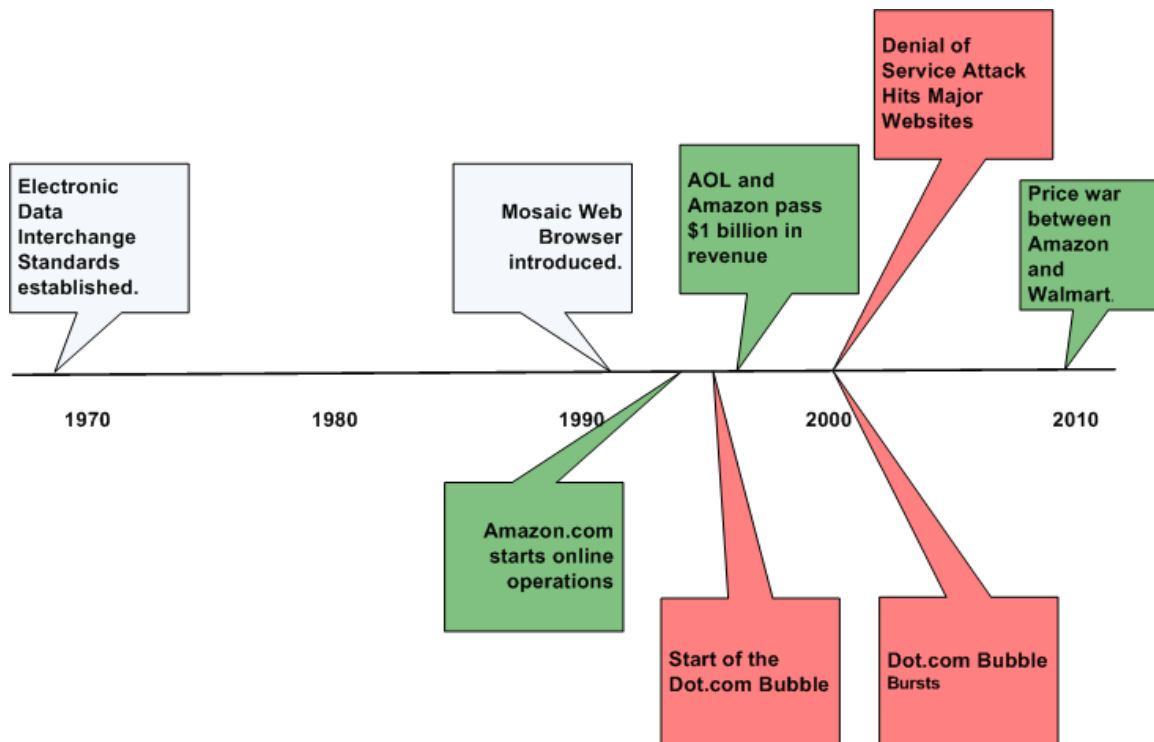 Electronic
Data
Interchange
Standards
established.
Mosaic Web
Browser
introduced.
AOL and
Amazon pass
$1 billion in
revenue
Denial of
Service Attack
Hits Major
Websites
Price war
between
Amazon
and
Walmart.
1970
1980
1990
2000
2010
Amazon.com
starts online
operations
Start of the
Dot.com Bubble
Dot.com Bubble
Bursts